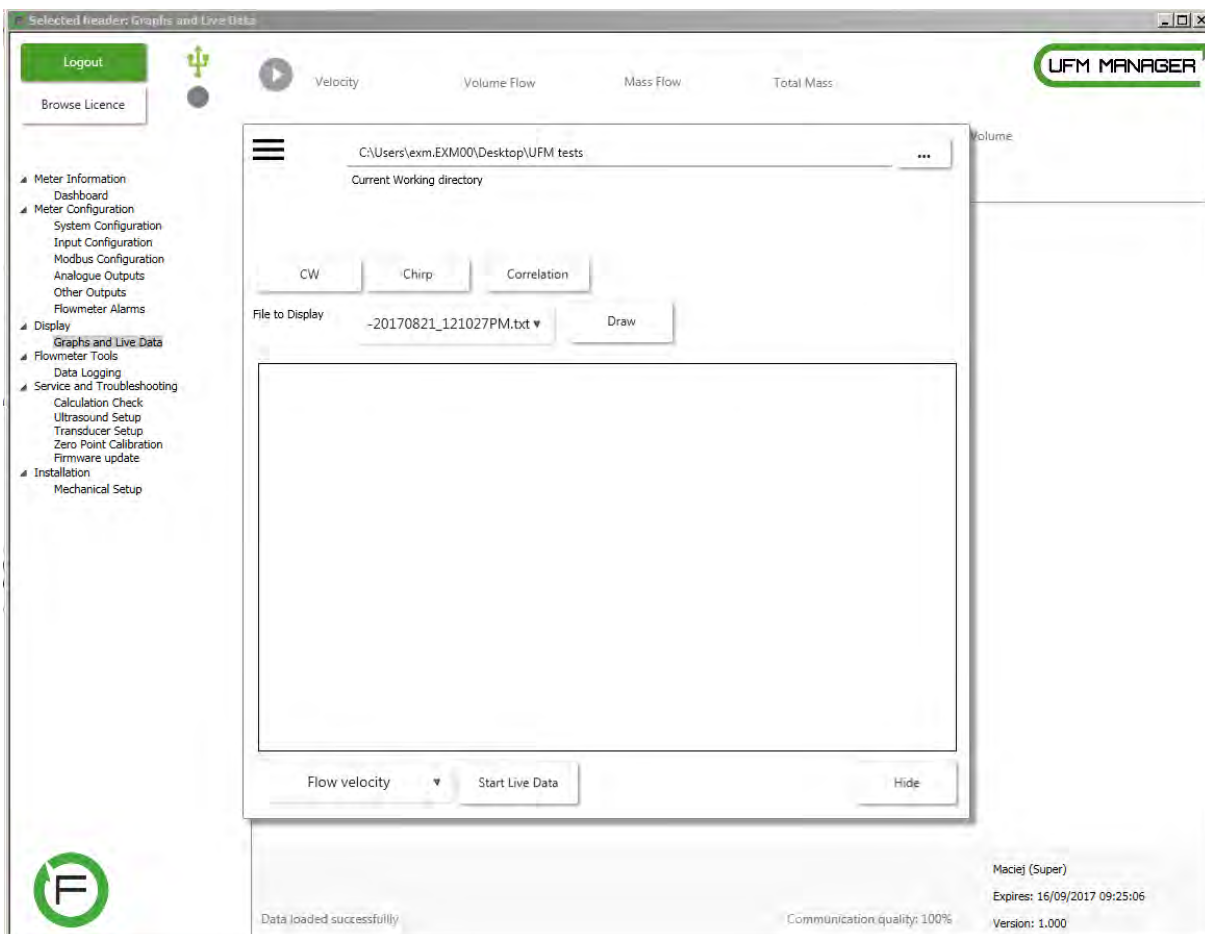 Selected header: Graphs and Live Data
Logout
Browse Licence
Velocity
Volume Flow
Mass Flow
Total Mass
UFM MANAGER
Volume
C:\Users\exm.EXM00\Desktop\UFM tests
...
Current Working directory
Meter Information
Dashboard
Meter Configuration
System Configuration
Input Configuration
Modbus Configuration
Analogue Outputs
Other Outputs
Flowmeter Alarms
Display
Graphs and Live Data
Flowmeter Tools
Data Logging
Service and Troubleshooting
Calculation Check
Ultrasound Setup
Transducer Setup
Zero Point Calibration
Firmware update
Installation
Mechanical Setup
CW
Chirp
Correlation
File to Display
-20170821_121027PM.txt
Draw
Flow velocity
Start Live Data
Hide
F
Data loaded successfully
Communication quality: 100%
Maciej (Super)
Expires: 16/09/2017 09:25:06
Version: 1.000